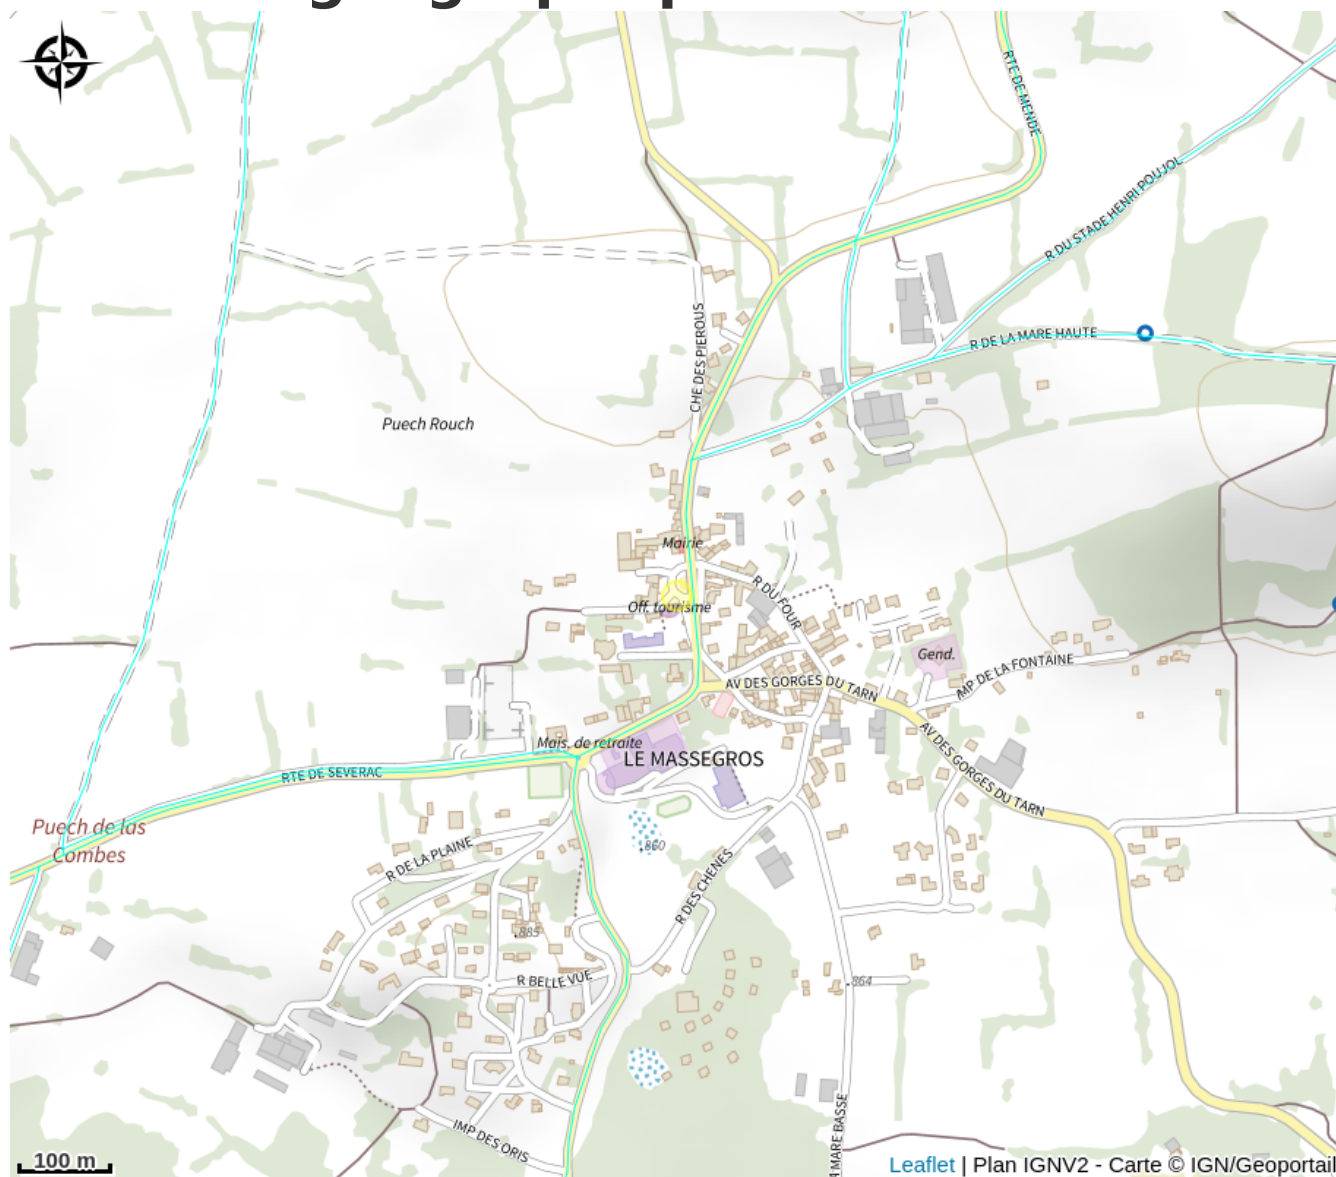 RTE DE MENDE
R DU STADE HENRI POUJOL
R DE LA MARE HAUTE
CHE DES PIEROUS
Puech Rouch
Mairie
R DU FOUR
Off. tourisme
Gend.
IMP DE LA FONTAINE
AV DES GORGES DU TARN
Mais. de retraite
LE MASSEGROS
AV DES GORGES DU TARN
RTE DE SEVERAC
Puech de las
Combes
860
R DE LA PLAINE
R DES CHENES
885
R BELLE VUE
864
MARE BASSE
IMP DES ORIS
100 m
Leaflet | Plan IGNV2 - Carte © IGN/Geoportail